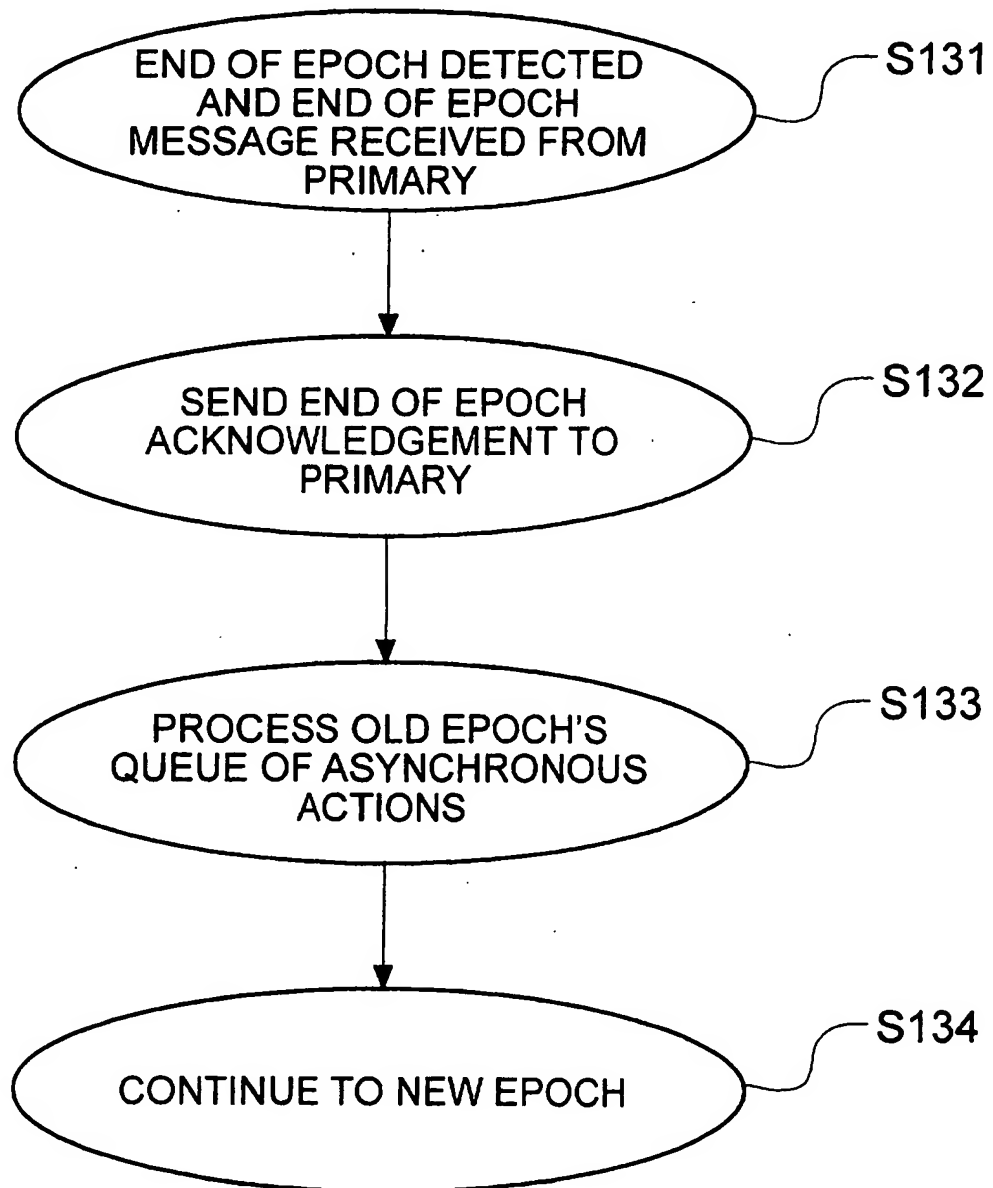 END OF EPOCH DETECTED
AND END OF EPOCH
MESSAGE RECEIVED FROM
PRIMARY
S131
SEND END OF EPOCH
ACKNOWLEDGEMENT TO
PRIMARY
S132
PROCESS OLD EPOCH'S
QUEUE OF ASYNCHRONOUS
ACTIONS
S133
CONTINUE TO NEW EPOCH
S134